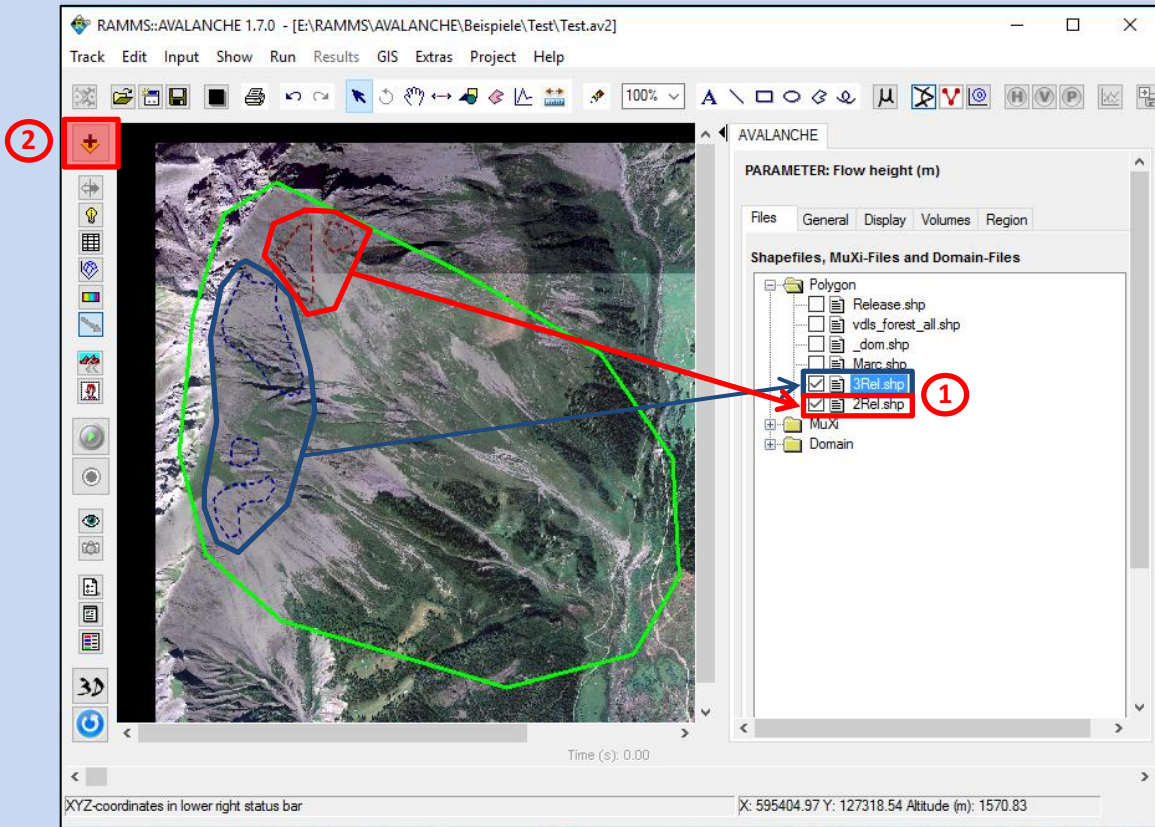 RAMMS::AVALANCHE 1.7.0 - [E:\RAMMS\AVALANCHE\Beispiele\Test\Test.av2]
Track Edit Input Show Run Results GIS Extras Project Help
100% A μ H V P
2
AVALANCHE
PARAMETER: Flow height (m)
Files General Display Volumes Region
Shapefiles, MuXi-Files and Domain-Files
Polygon
Release.shp
vdls_forest_all.shp
_dom.shp
Marc.shp
3Rel.shp
2Rel.shp
1
MuXi
Domain
3D
Time (s): 0.00
XYZ-coordinates in lower right status bar
X: 595404.97 Y: 127318.54 Altitude (m): 1570.83